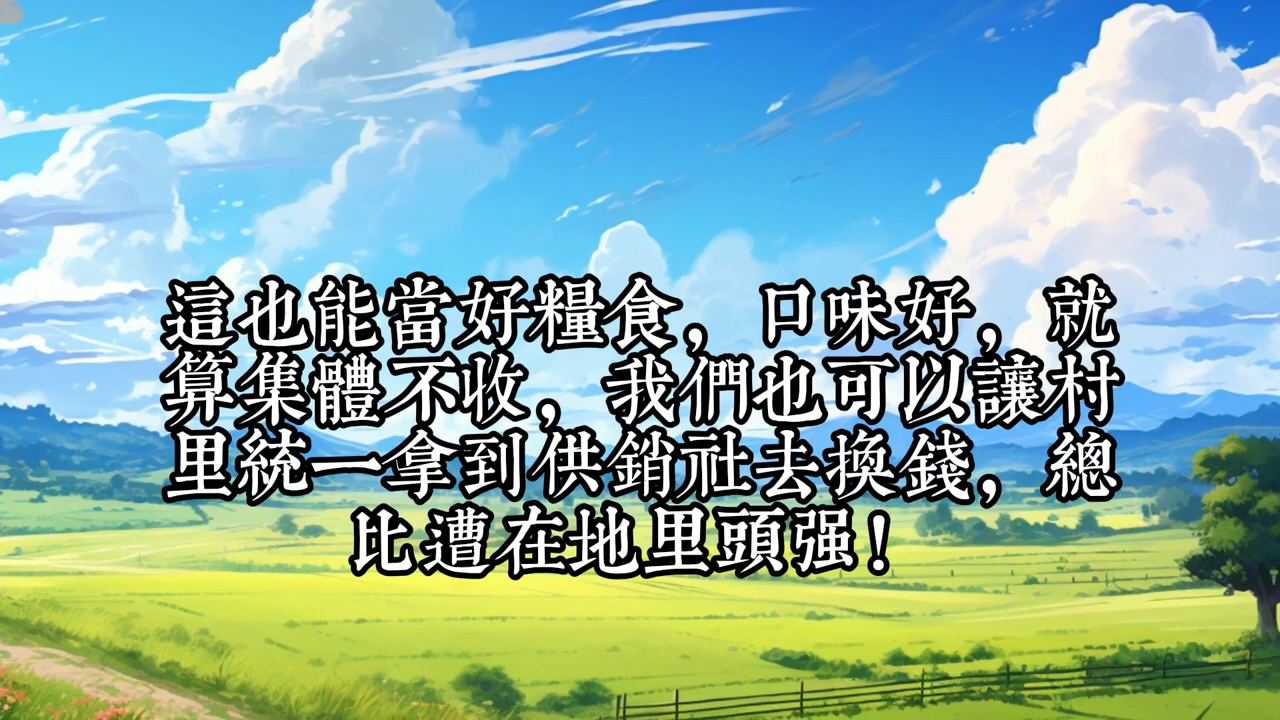 這也能當好糧食，口味好，就
算集體不收，我們也可以讓村
里統一拿到供銷社去換錢，總
比遭在地里頭强！